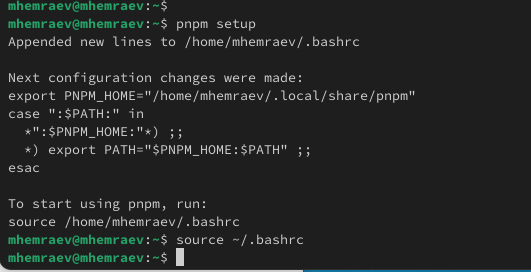 mhemraev@mhemraev:~$
mhemraev@mhemraev:~$ pnpm setup
Appended new lines to /home/mhemraev/.bashrc

Next configuration changes were made:
export PNPM_HOME="/home/mhemraev/.local/share/pnpm"
case ":$PATH:" in
  *":$PNPM_HOME:"*) ;;
  *) export PATH="$PNPM_HOME:$PATH" ;;
esac

To start using pnpm, run:
source /home/mhemraev/.bashrc
mhemraev@mhemraev:~$ source ~/.bashrc
mhemraev@mhemraev:~$